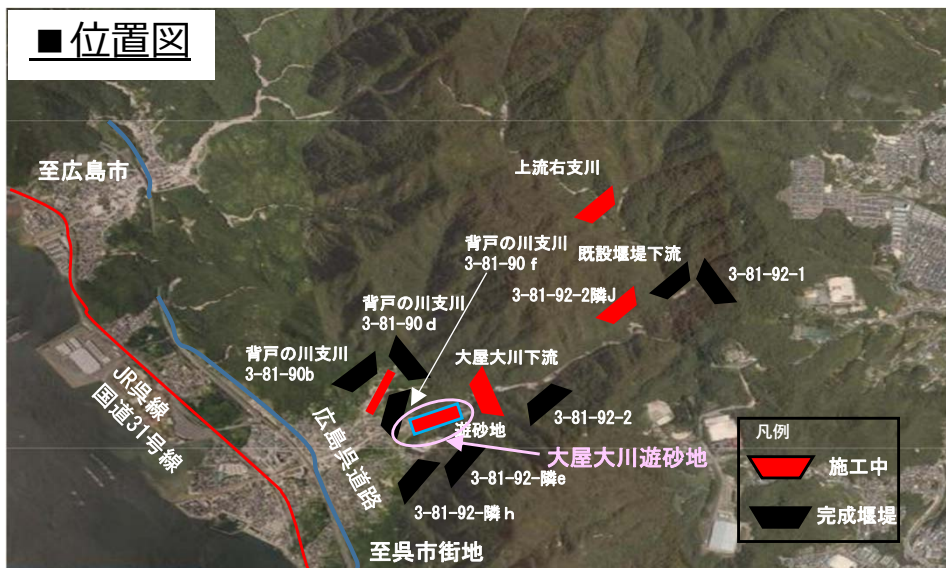 ■位置図
至広島市
上流右支川
背戸の川支川
3-81-90 f
既設堰堤下流
3-81-92-1
3-81-92-2隣J
背戸の川支川
3-81-90 d
背戸の川支川
3-81-90b
大屋大川下流
3-81-92-2
JR呉線
国道31号線
広島呉道路
遊砂地
大屋大川遊砂地
3-81-92-隣e
3-81-92-隣h
至呉市街地
凡例
施工中
完成堰堤